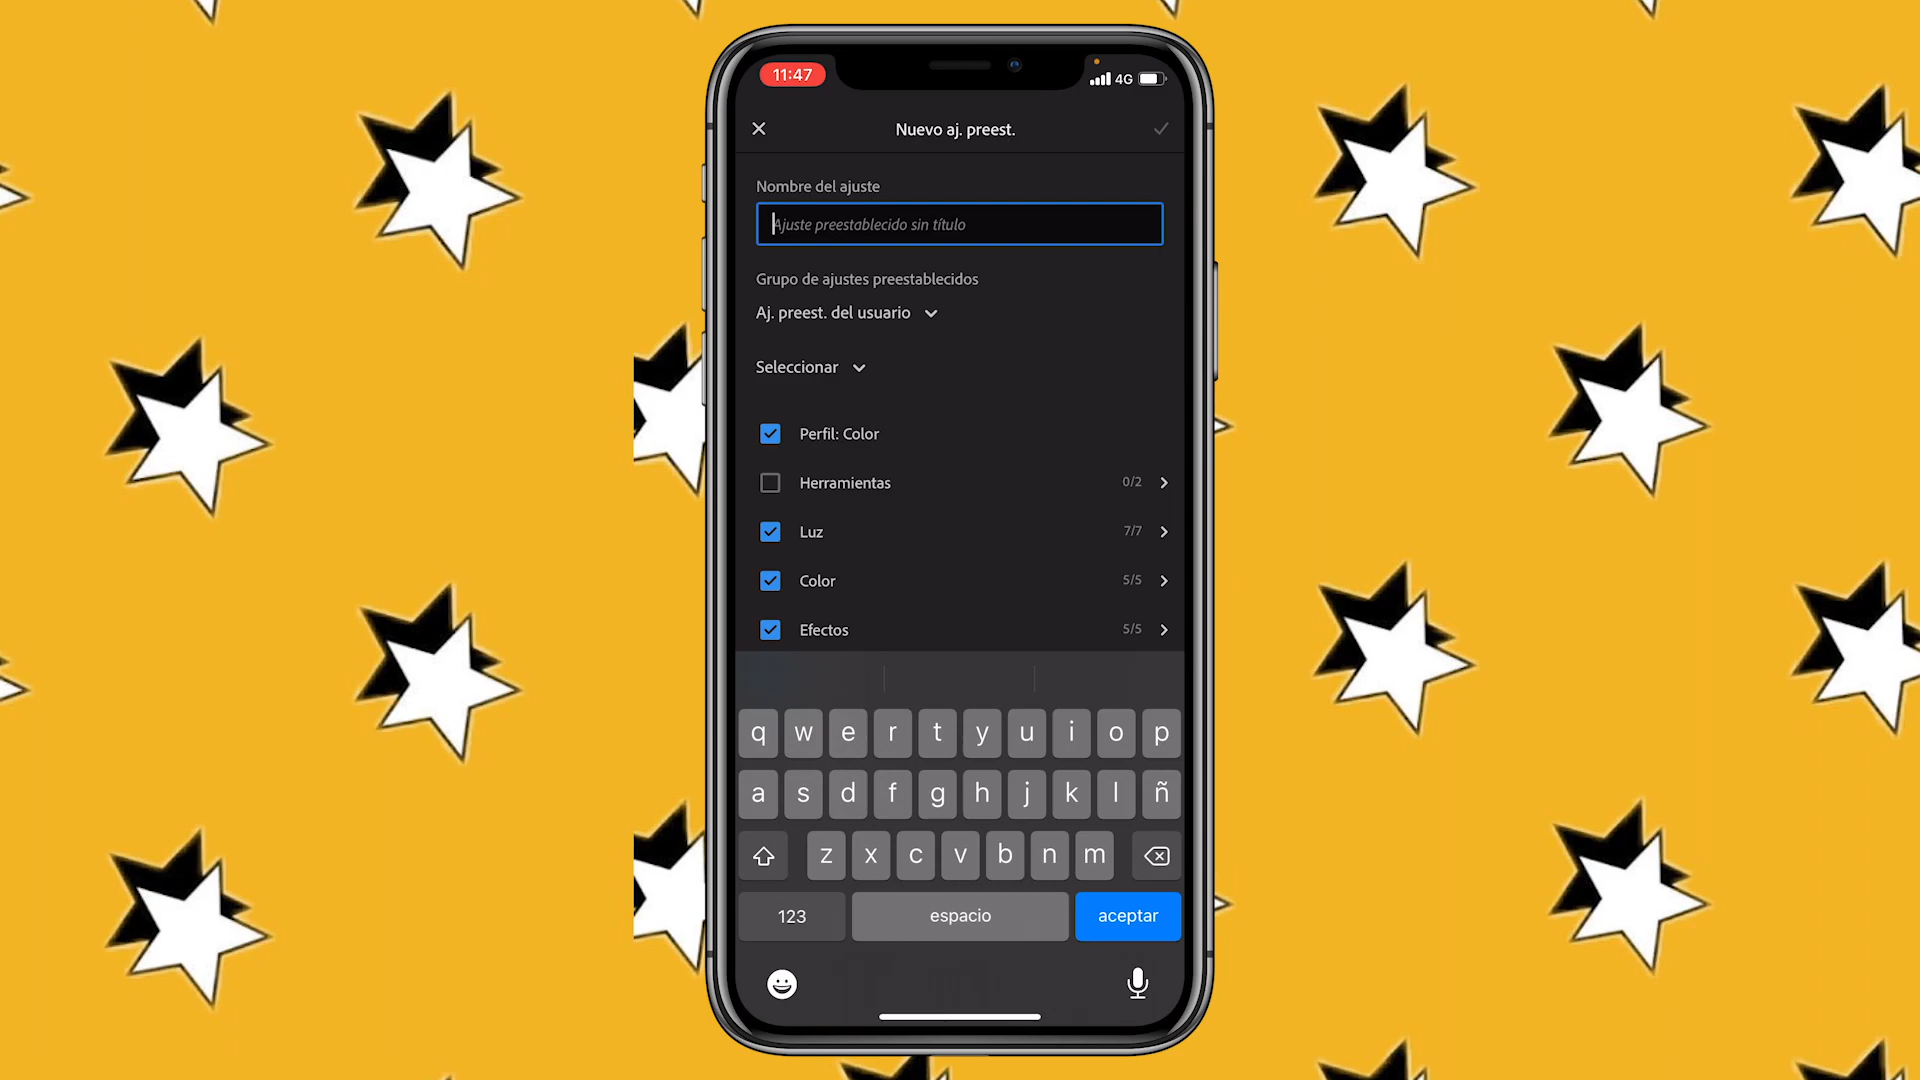 11:47
4G
Nuevo aj. preest.
Nombre del ajuste
Ajuste preestablecido sin título
Grupo de ajustes preestablecidos
Aj. preest. del usuario
Seleccionar
Perfil: Color
Herramientas 0/2
Luz 7/7
Color 5/5
Efectos 5/5
q w e r t y u i o p
a s d f g h j k l ñ
z x c v b n m
123 espacio aceptar